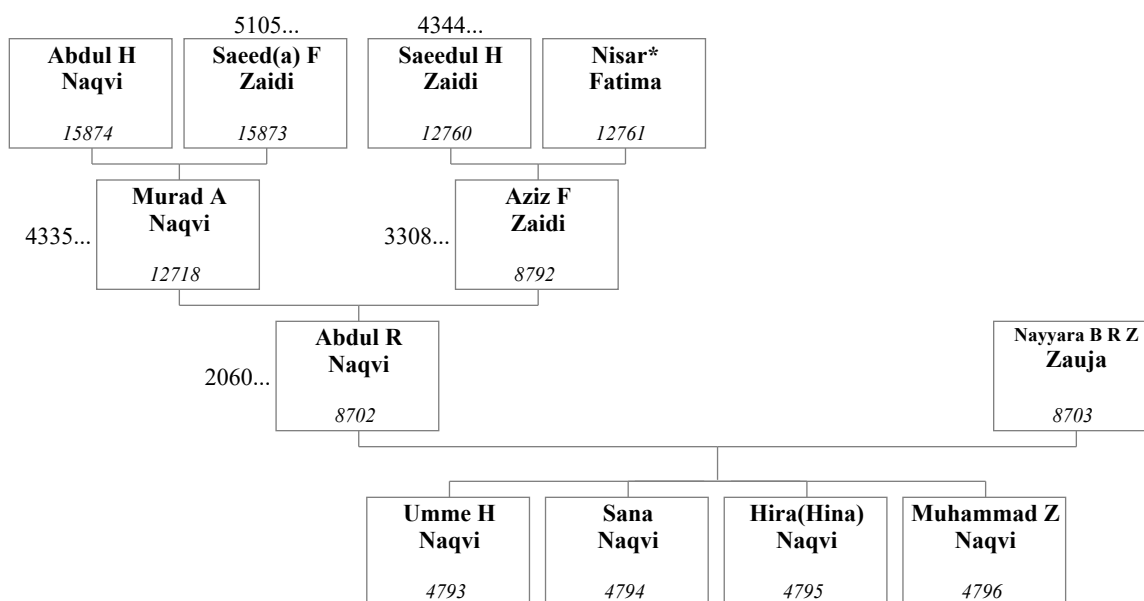 5105...
4344...
Abdul H
Naqvi
15874
Saeed(a) F
Zaidi
15873
Saeedul H
Zaidi
12760
Nisar*
Fatima
12761
4335...
Murad A
Naqvi
12718
3308...
Aziz F
Zaidi
8792
2060...
Abdul R
Naqvi
8702
Nayyara B R Z
Zauja
8703
Umme H
Naqvi
4793
Sana
Naqvi
4794
Hira(Hina)
Naqvi
4795
Muhammad Z
Naqvi
4796